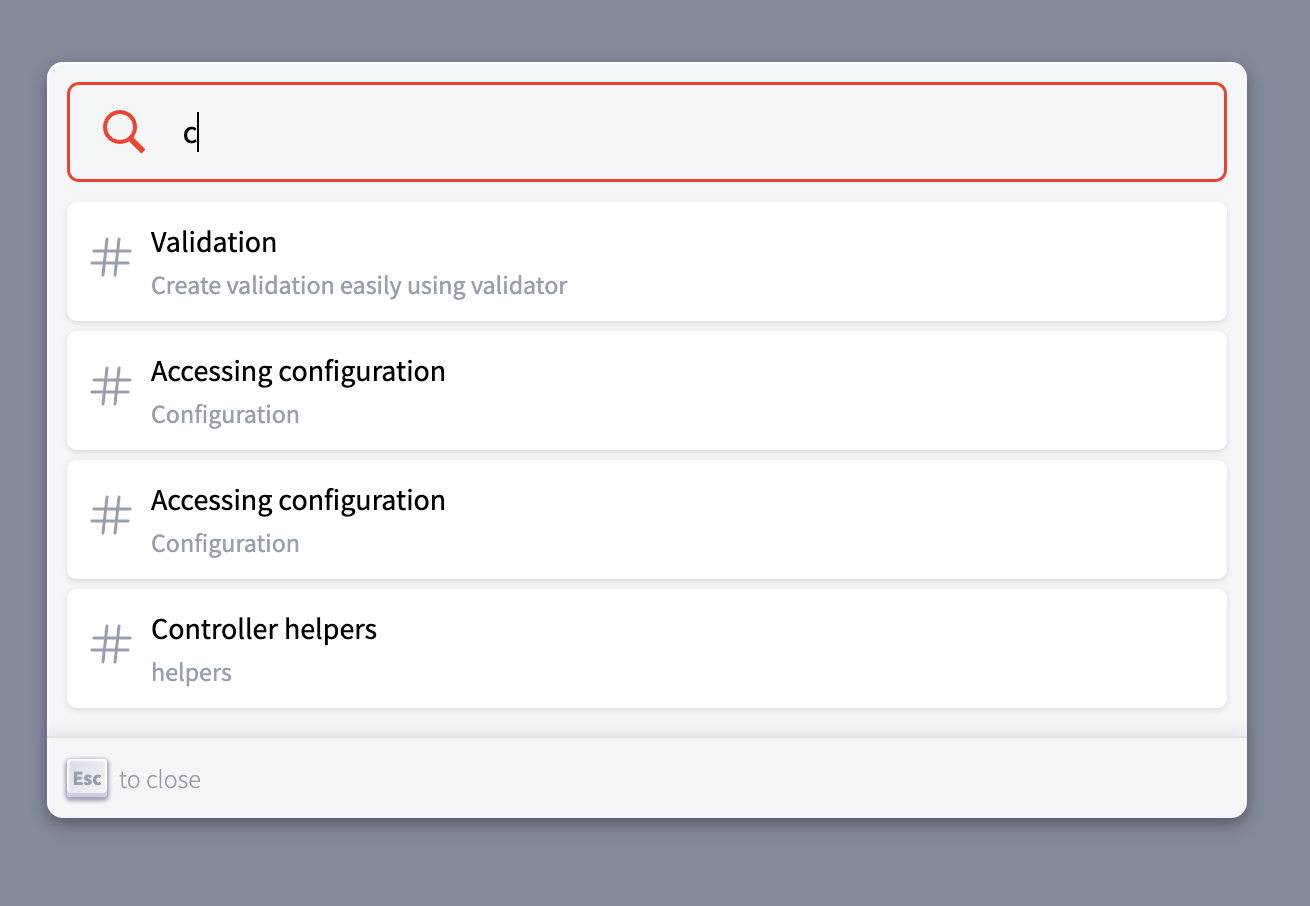 c
Validation
Create validation easily using validator
Accessing configuration
Configuration
Accessing configuration
Configuration
Controller helpers
helpers
Esc to close